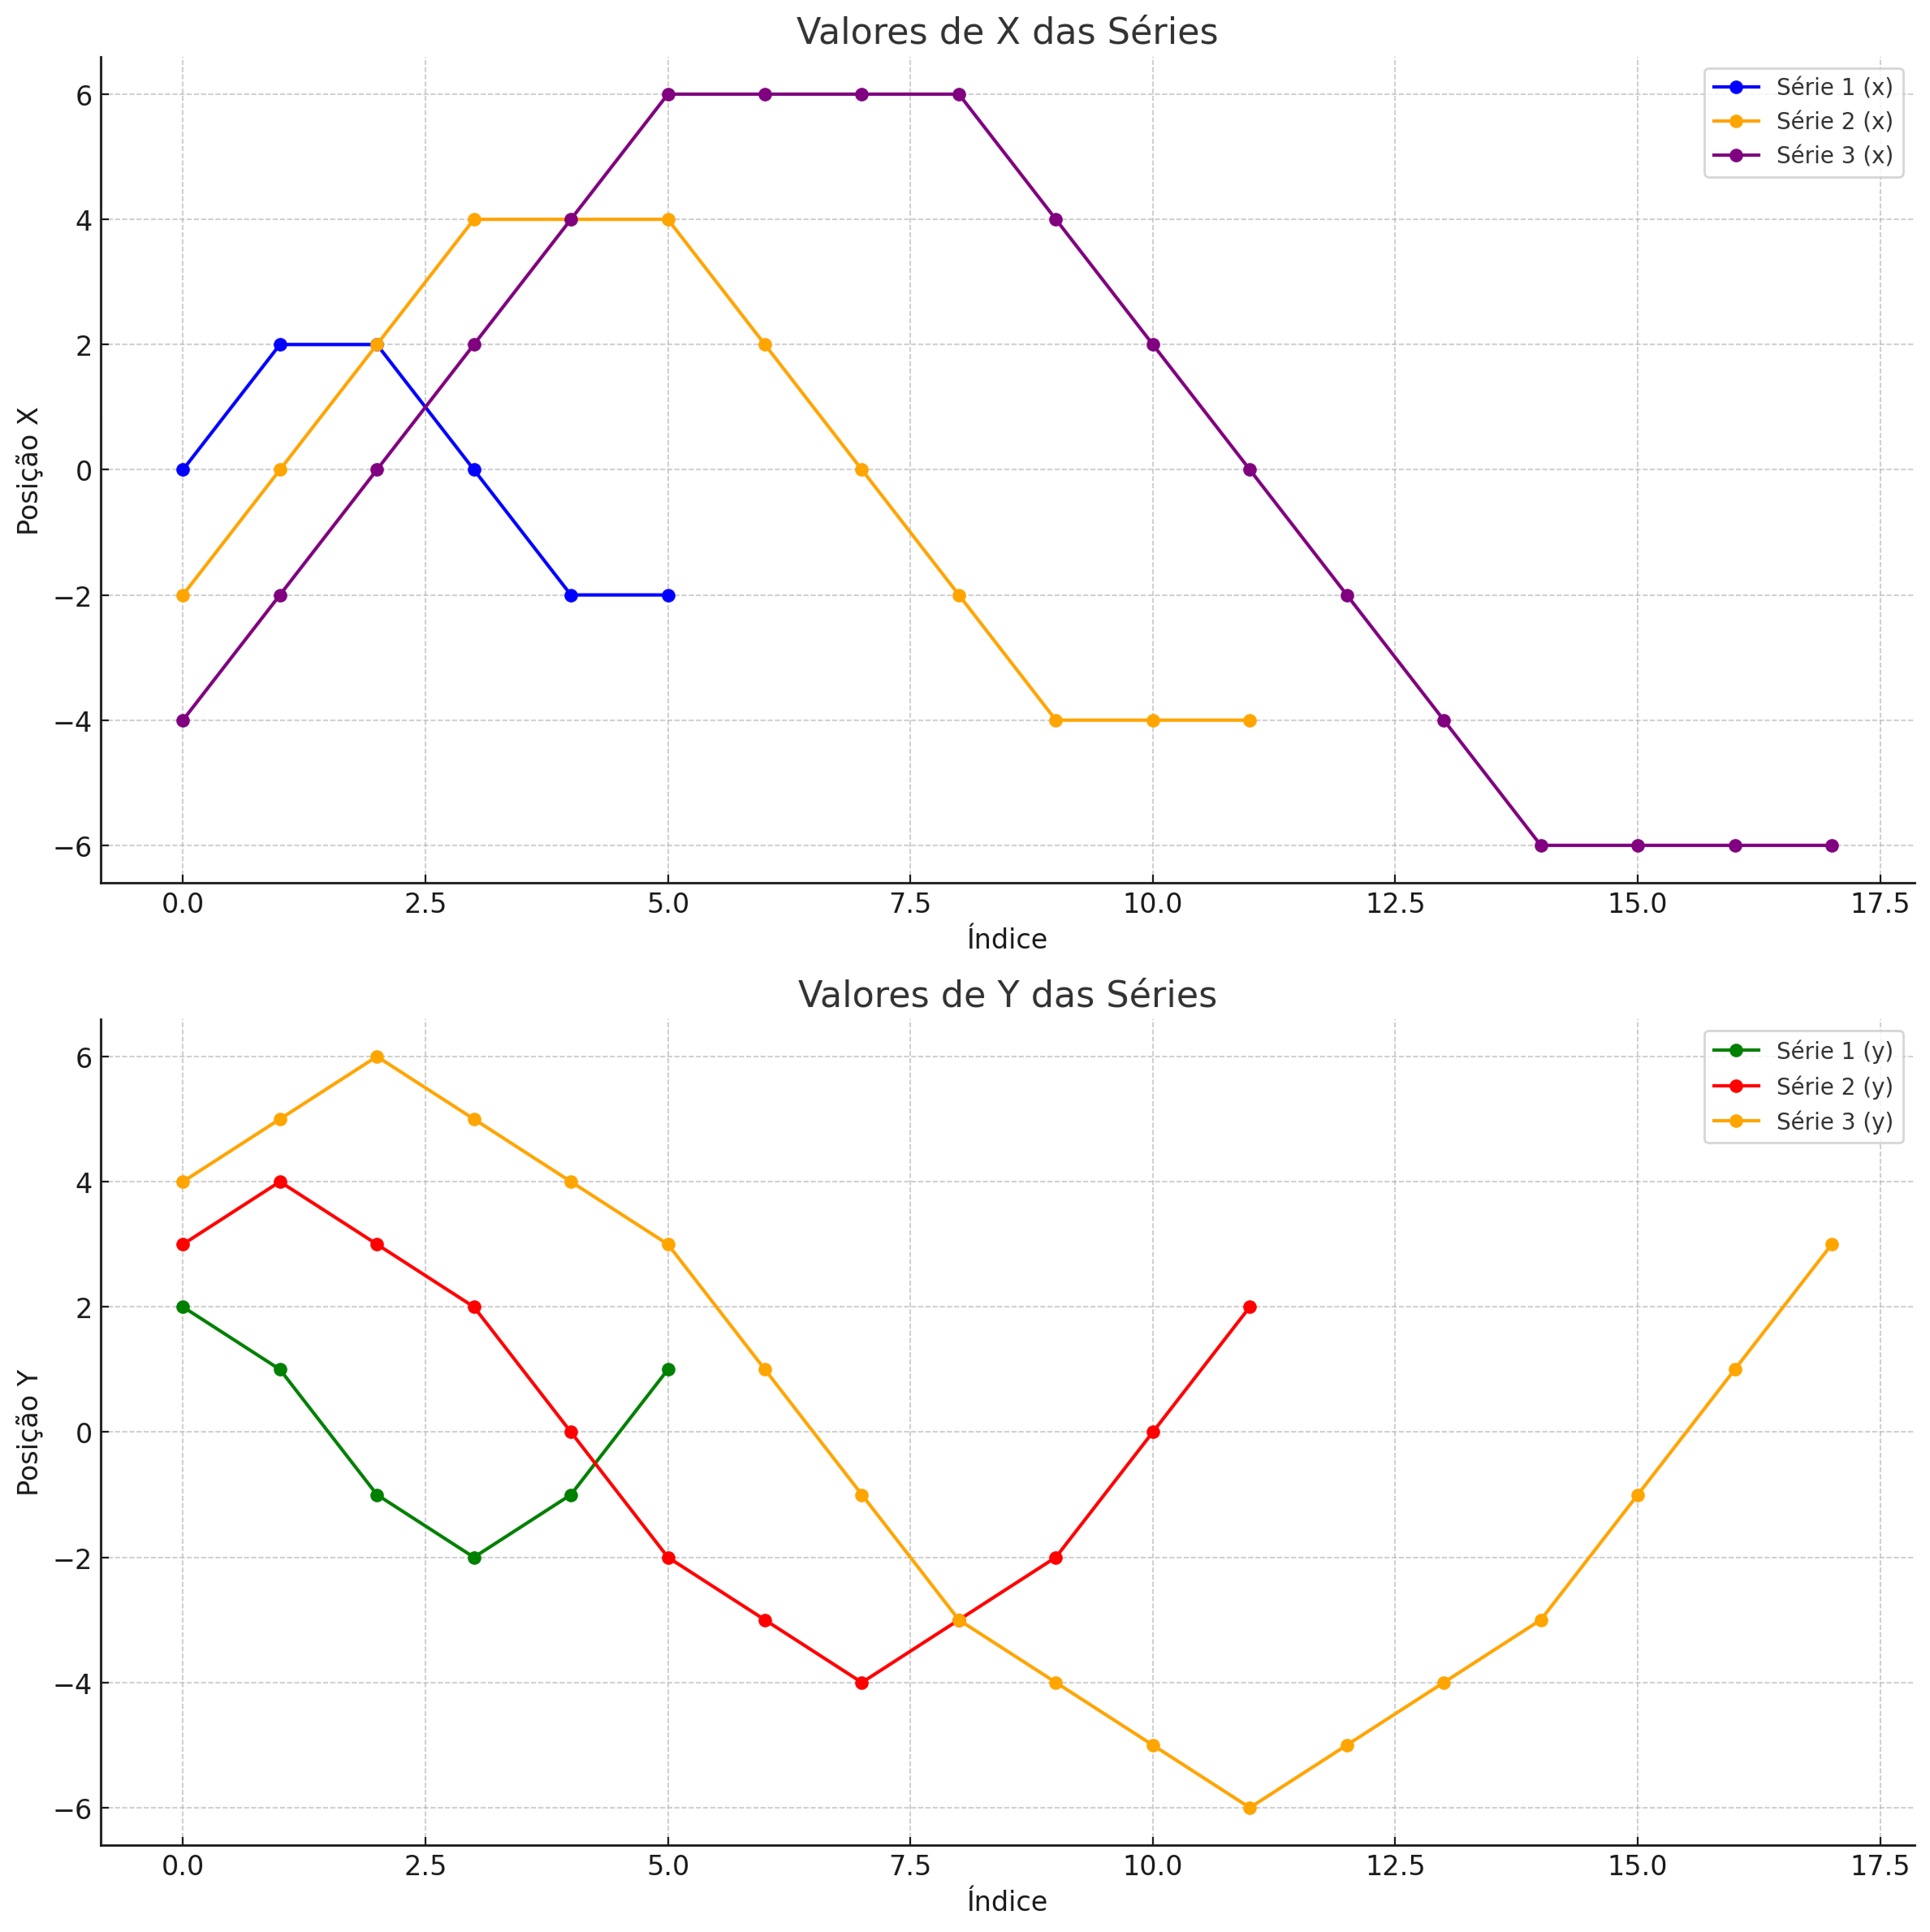 Valores de X das Séries
Série 1 (x)
Série 2 (x)
Série 3 (x)
Posição X
6
4
2
0
−2
−4
−6
0.0 2.5 5.0 7.5 10.0 12.5 15.0 17.5
Índice
Valores de Y das Séries
Série 1 (y)
Série 2 (y)
Série 3 (y)
Posição Y
6
4
2
0
−2
−4
−6
0.0 2.5 5.0 7.5 10.0 12.5 15.0 17.5
Índice